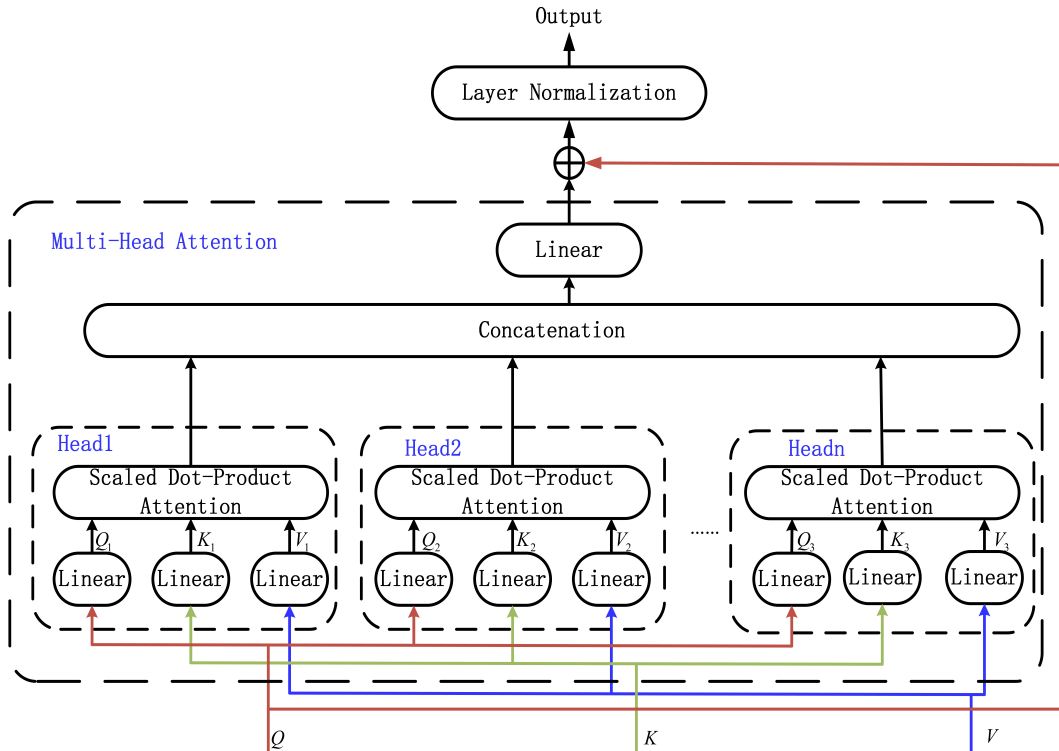 Output
Layer Normalization
Multi-Head Attention
Linear
Concatenation
Head1
Scaled Dot-Product
Attention
Q1 K1 V1
Linear Linear Linear
Head2
Scaled Dot-Product
Attention
Q2 K2 V2
Linear Linear Linear
......
Headn
Scaled Dot-Product
Attention
Q3 K3 V3
Linear Linear Linear
Q K V